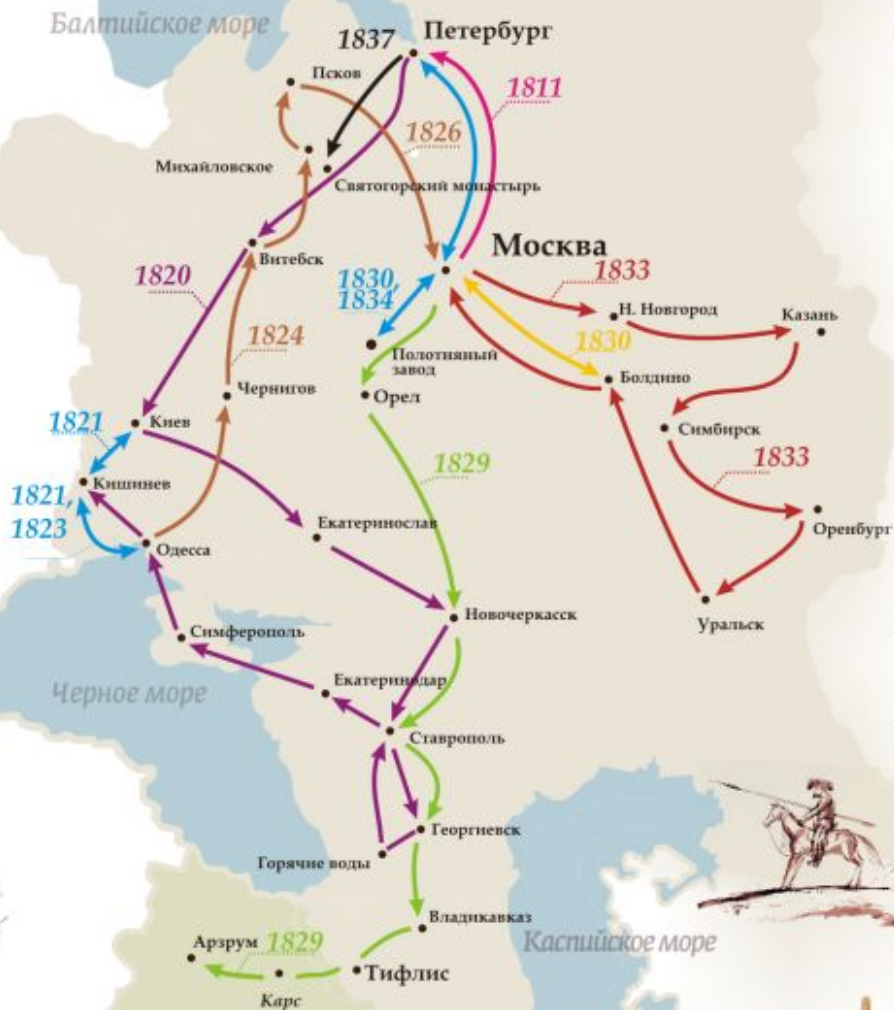 Балтийское море
1837
Петербург
Псков
1811
1826
Михайловское
Святогорский монастырь
Москва
Витебск
1820
1830,
1834
1833
Н. Новгород
Казань
1824
1830
Полотняный
завод
Болдино
Чернигов
Орел
1821
Киев
Симбирск
1829
1833
Кишинев
1821,
1823
Екатеринослав
Оренбург
Одесса
Новочеркасск
Уральск
Симферополь
Черное море
Екатеринодар
Ставрополь
Георгиевск
Горячие воды
Владикавказ
Арзрум
1829
Каспийское море
Тифлис
Карс